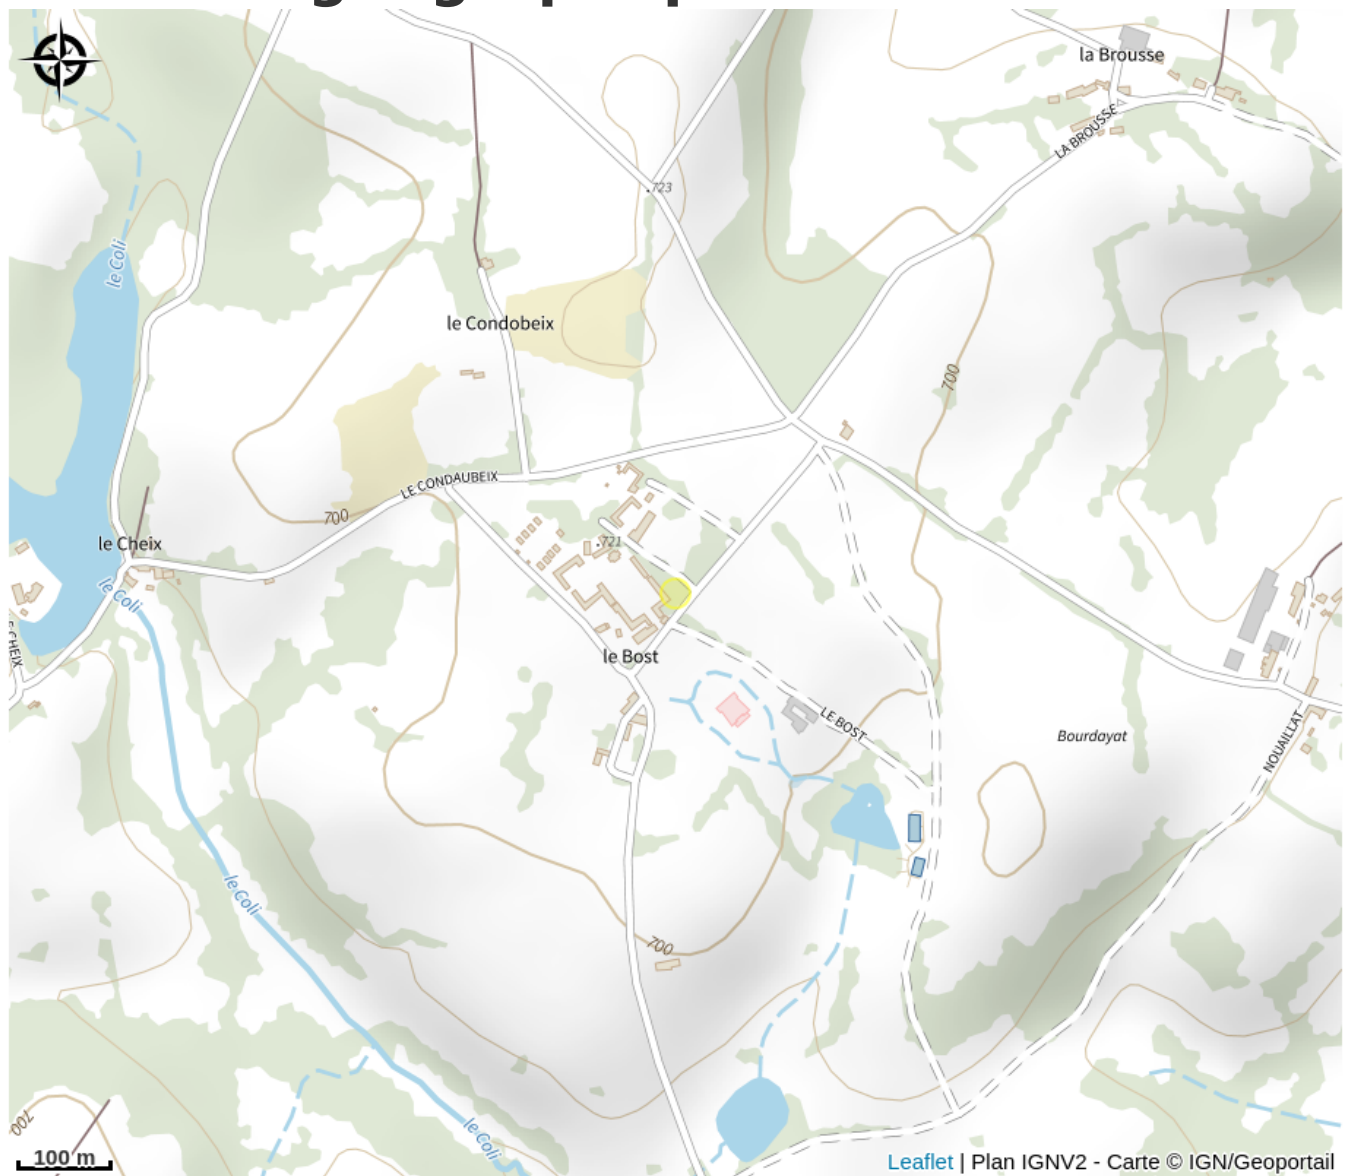 la Brousse
LA BROUSSE
.723
le Coli
le Condobeix
700
LE CONDAUBEIX
700
le Cheix
.721
le Coli
le Bost
LE BOST
Bourdayat
NOUAILLAT
le Coli
700
700
le Coli
100 m
Leaflet | Plan IGNV2 - Carte © IGN/Geoportail